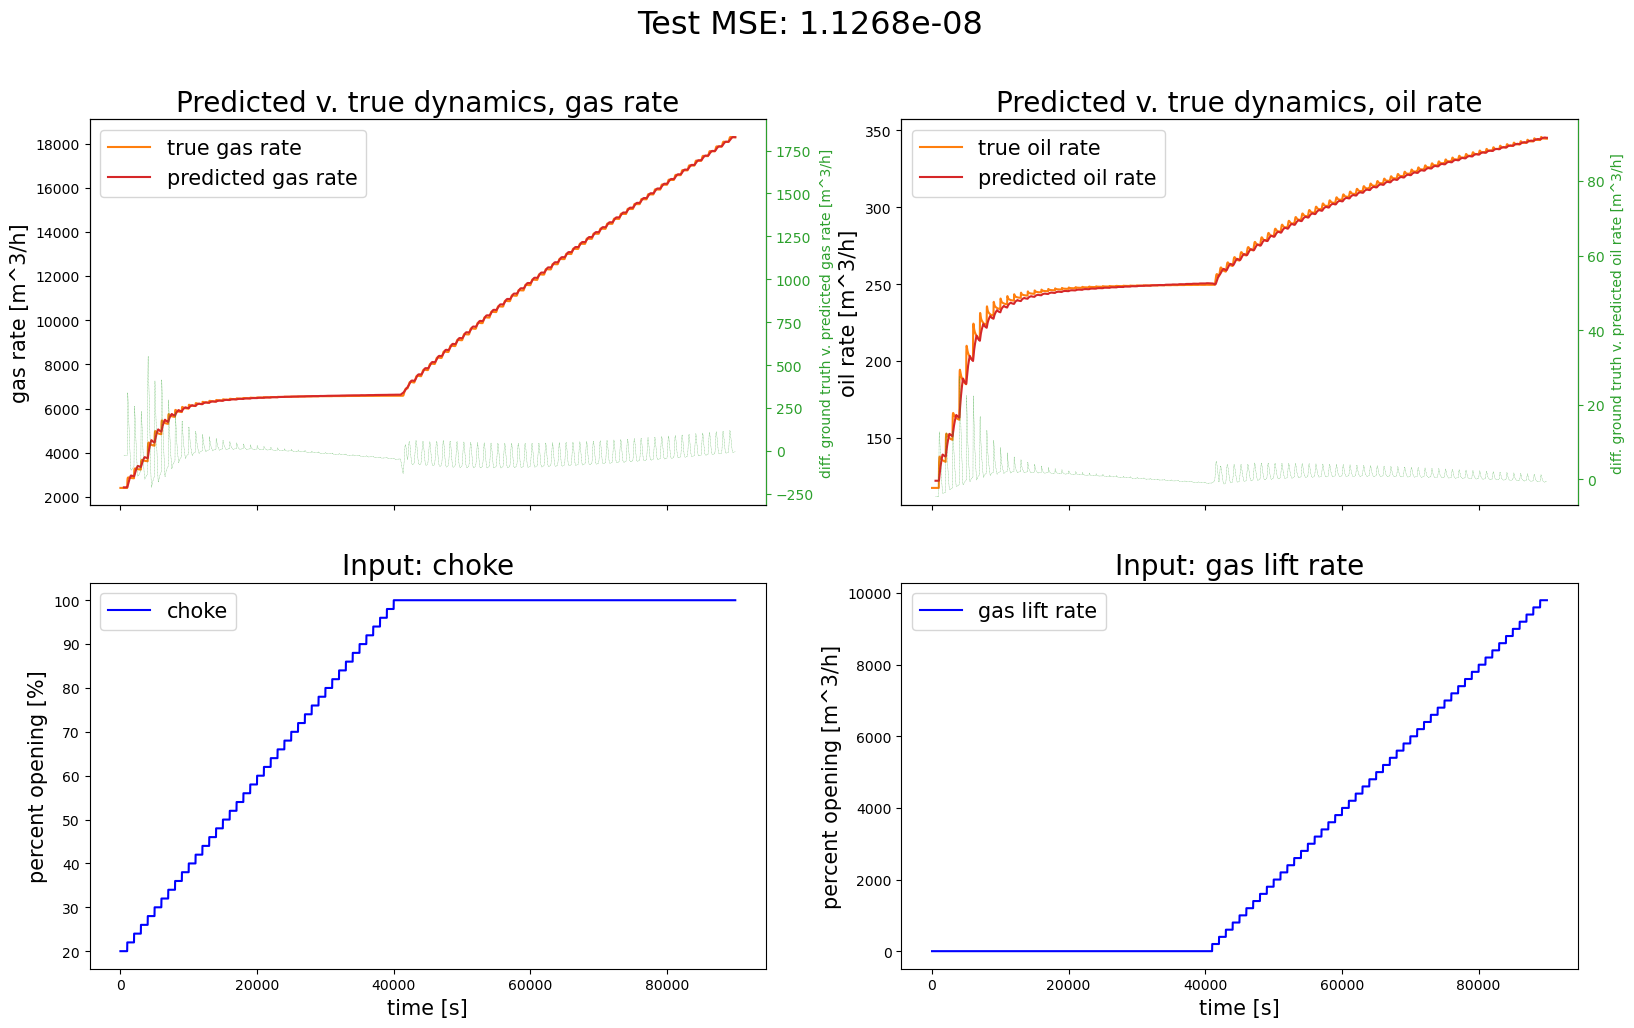 Test MSE: 1.1268e-08
Predicted v. true dynamics, gas rate
gas rate [m^3/h]
18000
16000
14000
12000
10000
8000
6000
4000
2000
true gas rate
predicted gas rate
1750
1500
1250
1000
750
500
250
0
−250
diff. ground truth v. predicted gas rate [m^3/h]
Predicted v. true dynamics, oil rate
oil rate [m^3/h]
350
300
250
200
150
true oil rate
predicted oil rate
80
60
40
20
0
diff. ground truth v. predicted oil rate [m^3/h]
Input: choke
percent opening [%]
100
90
80
70
60
50
40
30
20
choke
0 20000 40000 60000 80000
time [s]
Input: gas lift rate
percent opening [m^3/h]
10000
8000
6000
4000
2000
0
gas lift rate
0 20000 40000 60000 80000
time [s]